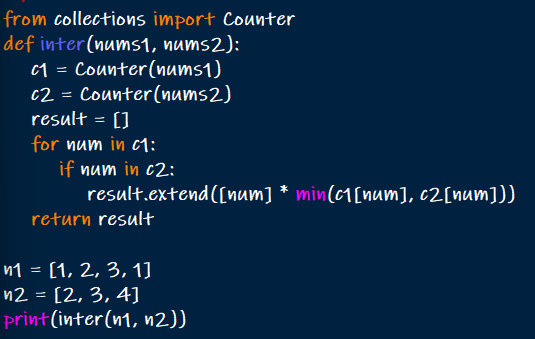 from collections import Counter
def inter(nums1, nums2):
c1 = Counter(nums1)
c2 = Counter(nums2)
result = []
for num in c1:
if num in c2:
result.extend([num] * min(c1[num], c2[num]))
return result
n1 = [1, 2, 3, 1]
n2 = [2, 3, 4]
print(inter(n1, n2))